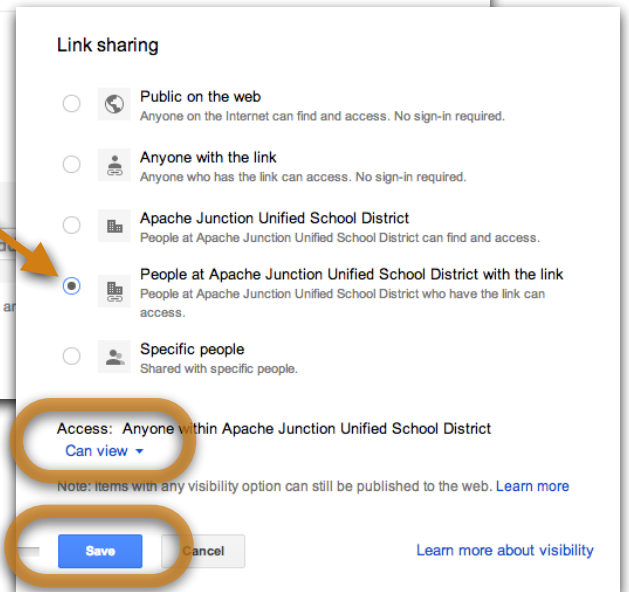 Link sharing
Public on the web
Anyone on the Internet can find and access. No sign-in required.
Anyone with the link
Anyone who has the link can access. No sign-in required.
Apache Junction Unified School District
People at Apache Junction Unified School District can find and access.
People at Apache Junction Unified School District with the link
People at Apache Junction Unified School District who have the link can
access.
Specific people
Shared with specific people.
Access: Anyone within Apache Junction Unified School District
Can view
Note: Items with any visibility option can still be published to the web. Learn more
Save Cancel Learn more about visibility